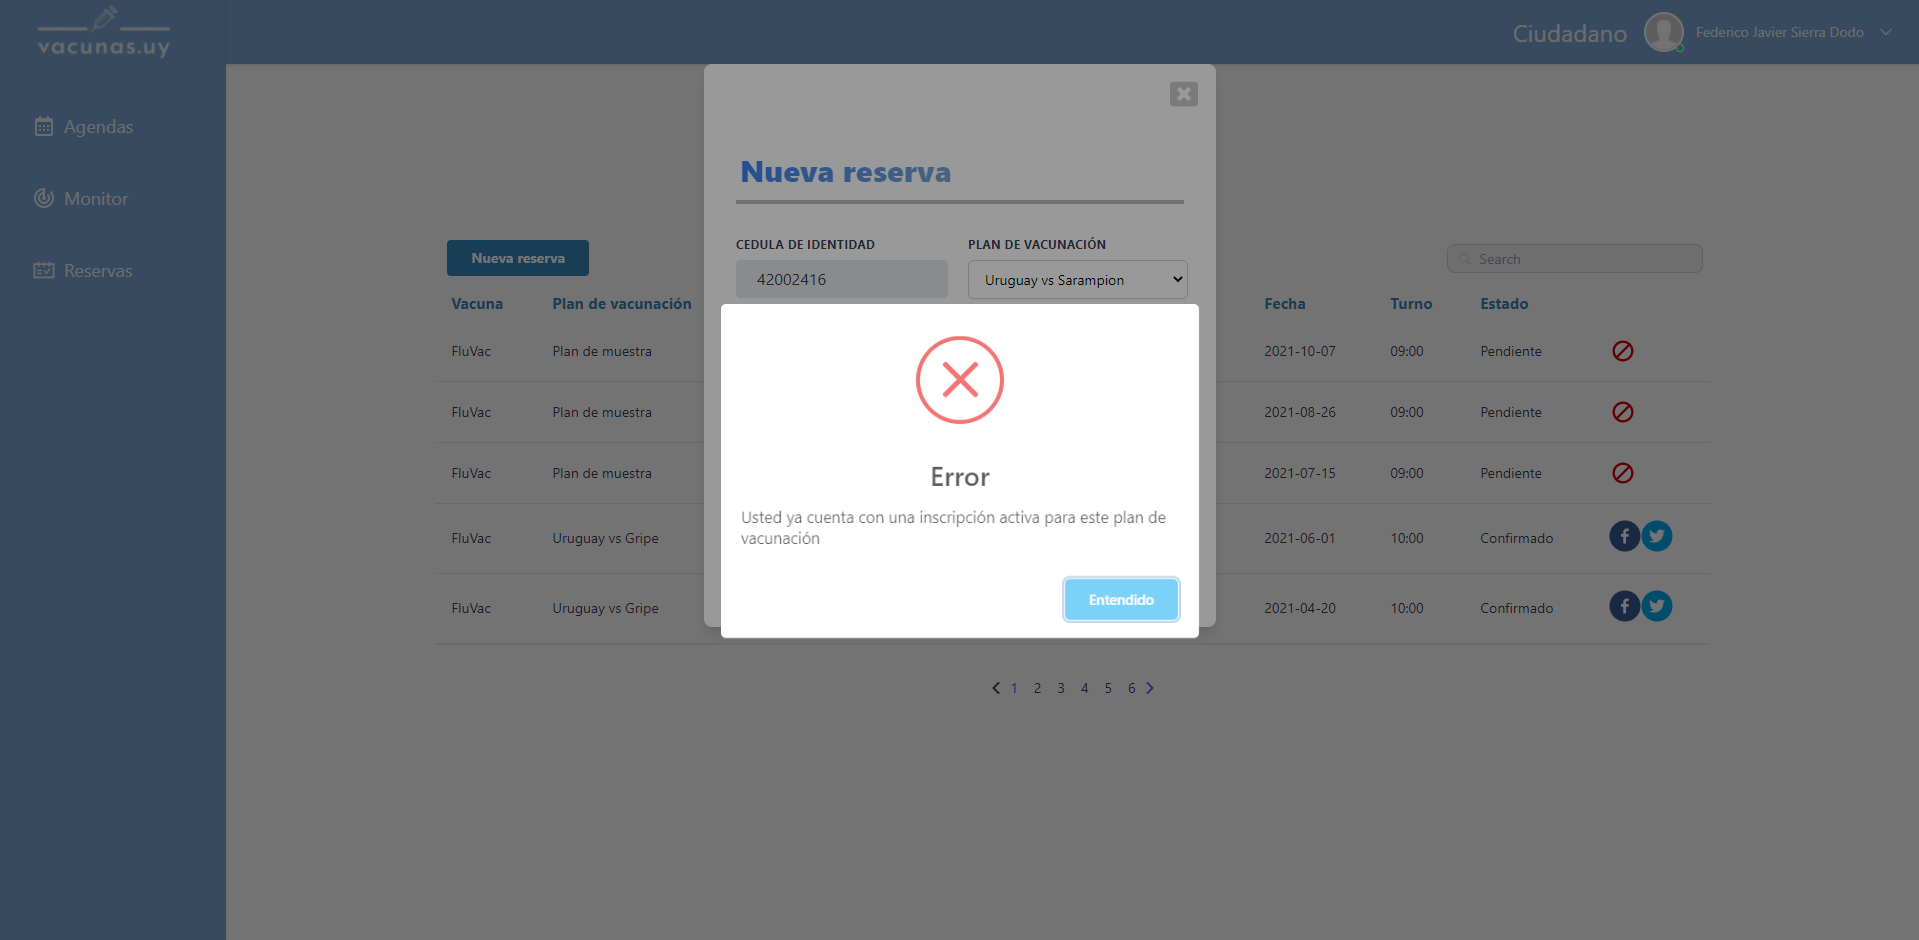 vacunas.uy
Ciudadano
Federico Javier Sierra Dodo
Agendas
Monitor
Reservas
Nueva reserva
CEDULA DE IDENTIDAD PLAN DE VACUNACIÓN
42002416 Uruguay vs Sarampion
Nueva reserva
Search
Vacuna Plan de vacunación Fecha Turno Estado
FluVac Plan de muestra 2021-10-07 09:00 Pendiente
FluVac Plan de muestra 2021-08-26 09:00 Pendiente
FluVac Plan de muestra 2021-07-15 09:00 Pendiente
FluVac Uruguay vs Gripe 2021-06-01 10:00 Confirmado
FluVac Uruguay vs Gripe 2021-04-20 10:00 Confirmado
Error
Usted ya cuenta con una inscripción activa para este plan de
vacunación
Entendido
1 2 3 4 5 6